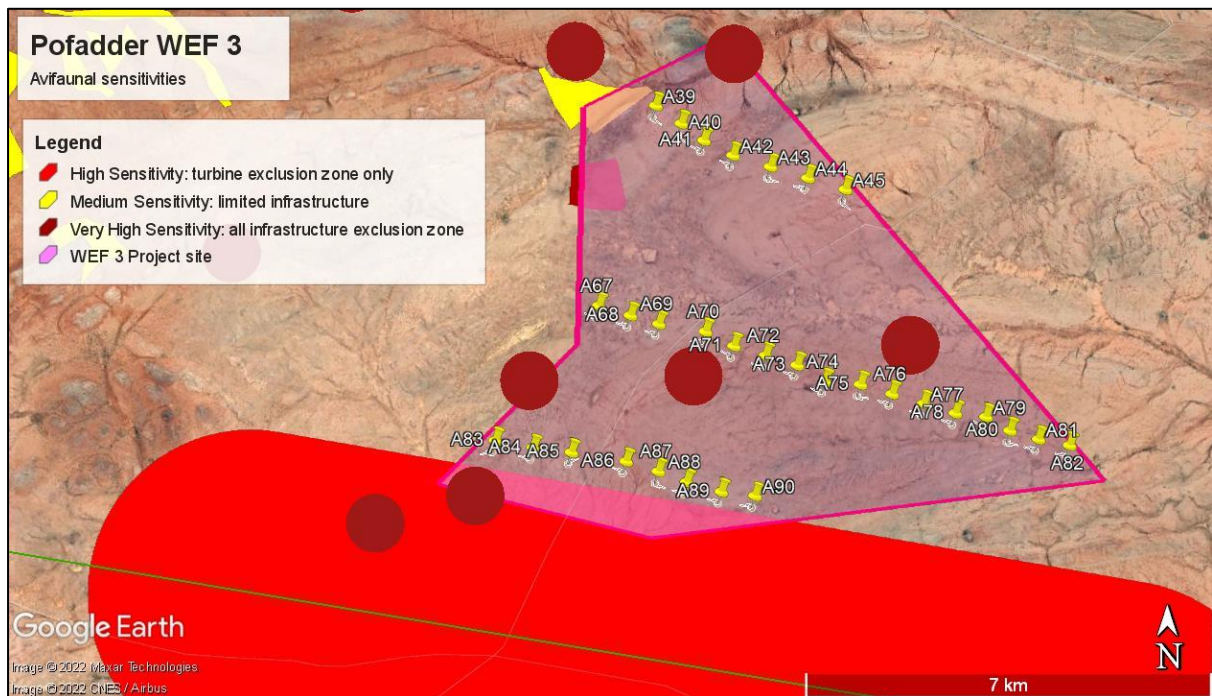 Pofadder WEF 3
Avifaunal sensitivities
Legend
High Sensitivity: turbine exclusion zone only
Medium Sensitivity: limited infrastructure
Very High Sensitivity: all infrastructure exclusion zone
WEF 3 Project site
A39
A40
A41
A42
A43
A44
A45
A67
A68
A69
A70
A71
A72
A73
A74
A75
A76
A77
A78
A79
A80
A81
A82
A83
A84
A85
A86
A87
A88
A89
A90
Google Earth
Image © 2022 Maxar Technologies
Image © 2022 CNES / Airbus
N
7 km